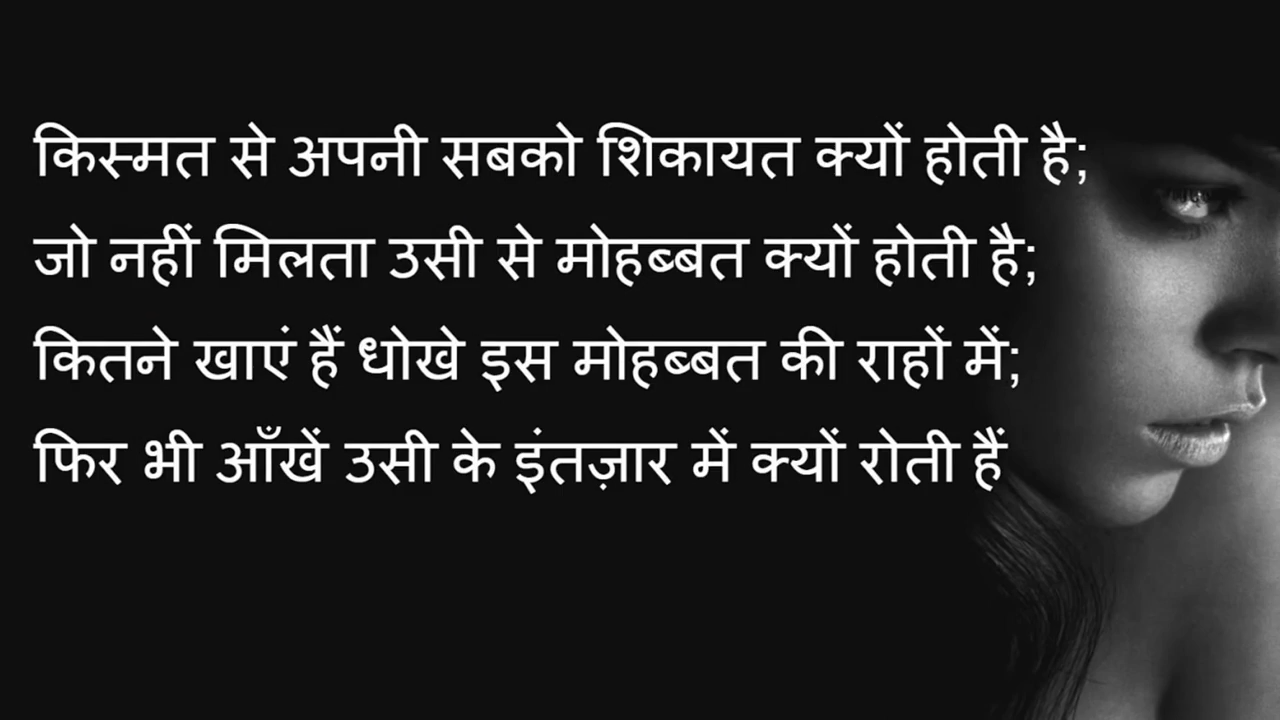 किस्मत से अपनी सबको शिकायत क्यों होती है;
जो नहीं मिलता उसी से मोहब्बत क्यों होती है;
कितने खाएं हैं धोखे इस मोहब्बत की राहों में;
फिर भी आँखें उसी के इंतज़ार में क्यों रोती हैं